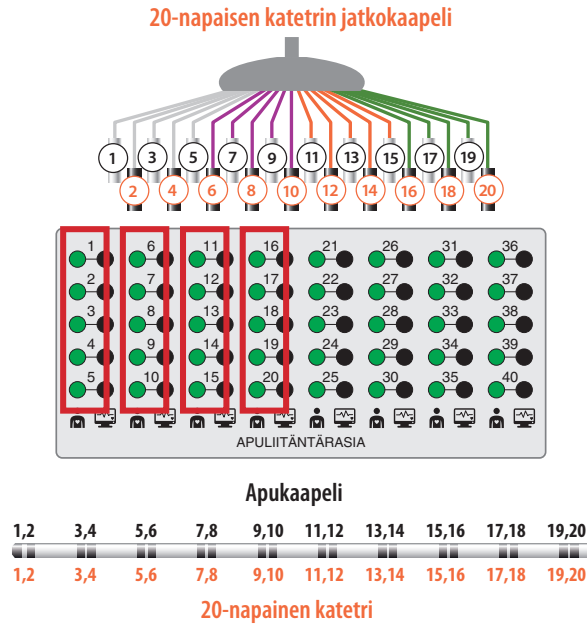 20-napaisen katetrin jatkokaapeli
1 3 5 7 9 11 13 15 17 19
2 4 6 8 10 12 14 16 18 20
1 6 11 16 21 26 31 36
2 7 12 17 22 27 32 37
3 8 13 18 23 28 33 38
4 9 14 19 24 29 34 39
5 10 15 20 25 30 35 40
APULIITÄNTÄRASIA
Apukaapeli
1,2 3,4 5,6 7,8 9,10 11,12 13,14 15,16 17,18 19,20
1,2 3,4 5,6 7,8 9,10 11,12 13,14 15,16 17,18 19,20
20-napainen katetri